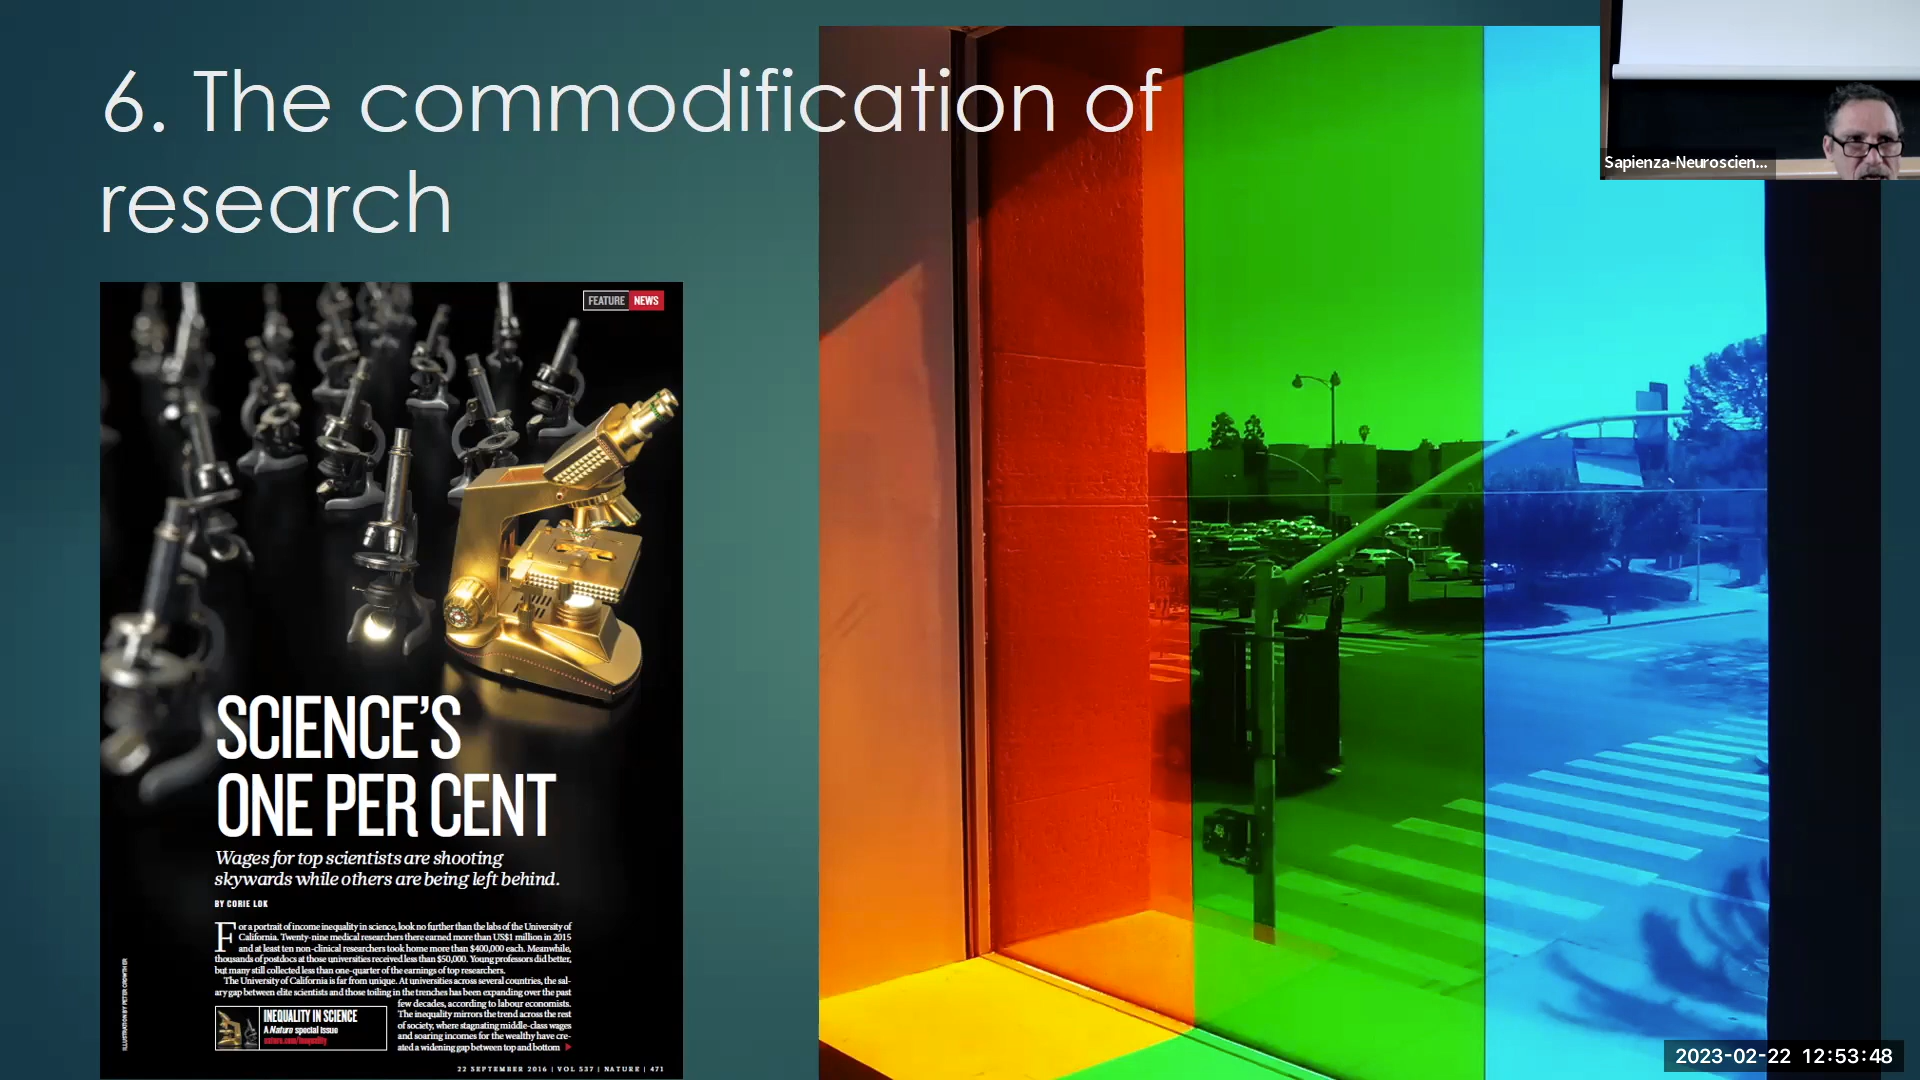 6. The commodification of
research
Sapienza-Neuroscien...
FEATURE NEWS
SCIENCE'S
ONE PER CENT
Wages for top scientists are shooting
skywards while others are being left behind.
BY CORIE LOK
For a portrait of income inequality in science, look no further than the labs of the University of
California. Twenty-nine medical researchers there earned more than US$1 million in 2015
and at least ten non-clinical researchers took home more than $400,000 each. Meanwhile,
thousands of postdocs at those universities received less than $50,000. Young professors did better,
but many still collected less than one-quarter of the earnings of top researchers.
The University of California is far from unique. At universities across several countries, the sal-
ary gap between elite scientists and those toiling in the trenches has been expanding over the past
few decades, according to labour economists.
The inequality mirrors the trend across the rest
of society, where stagnating middle-class wages
and soaring incomes for the wealthy have cre-
ated a widening gap between top and bottom
INEQUALITY IN SCIENCE
A Nature special issue
nature.com/inequality
ILLUSTRATION BY PETER CROWTHER
22 SEPTEMBER 2016 | VOL 537 | NATURE | 471
2023-02-22 12:53:48